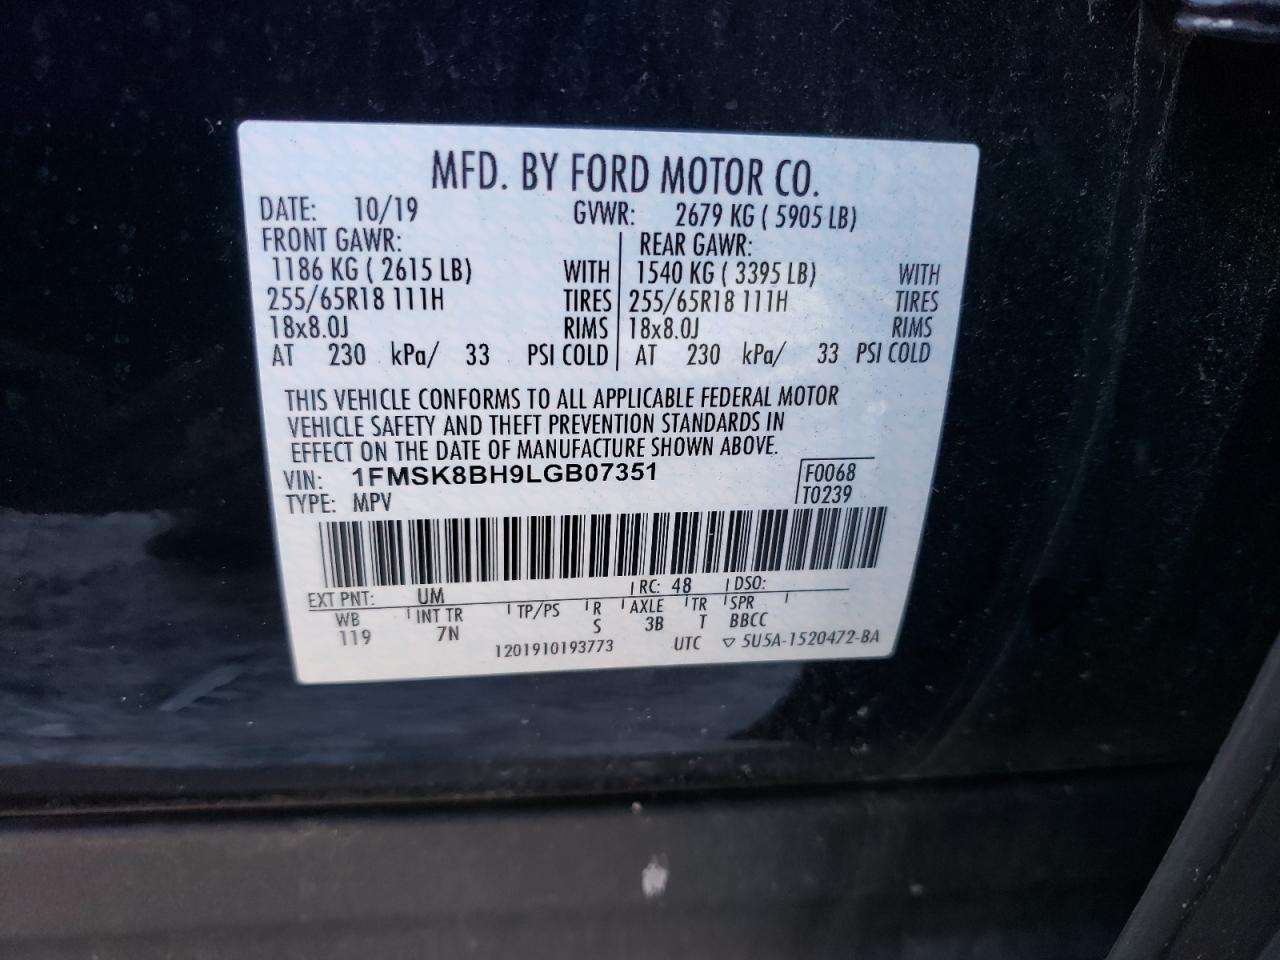 MFD. BY FORD MOTOR CO.
DATE: 10/19 GVWR: 2679 KG ( 5905 LB)
FRONT GAWR: REAR GAWR:
1186 KG ( 2615 LB) WITH 1540 KG ( 3395 LB) WITH
255/65R18 111H TIRES 255/65R18 111H TIRES
18x8.0J RIMS 18x8.0J RIMS
AT 230 kPa/ 33 PSI COLD AT 230 kPa/ 33 PSI COLD
THIS VEHICLE CONFORMS TO ALL APPLICABLE FEDERAL MOTOR
VEHICLE SAFETY AND THEFT PREVENTION STANDARDS IN
EFFECT ON THE DATE OF MANUFACTURE SHOWN ABOVE.
VIN: 1FMSK8BH9LGB07351 F0068
TYPE: MPV T0239
EXT PNT: UM RC: 48 DSO:
WB INT TR TP/PS R AXLE TR SPR
119 7N S 3B T BBCC
1201910193773 UTC ▽ 5U5A-1520472-BA